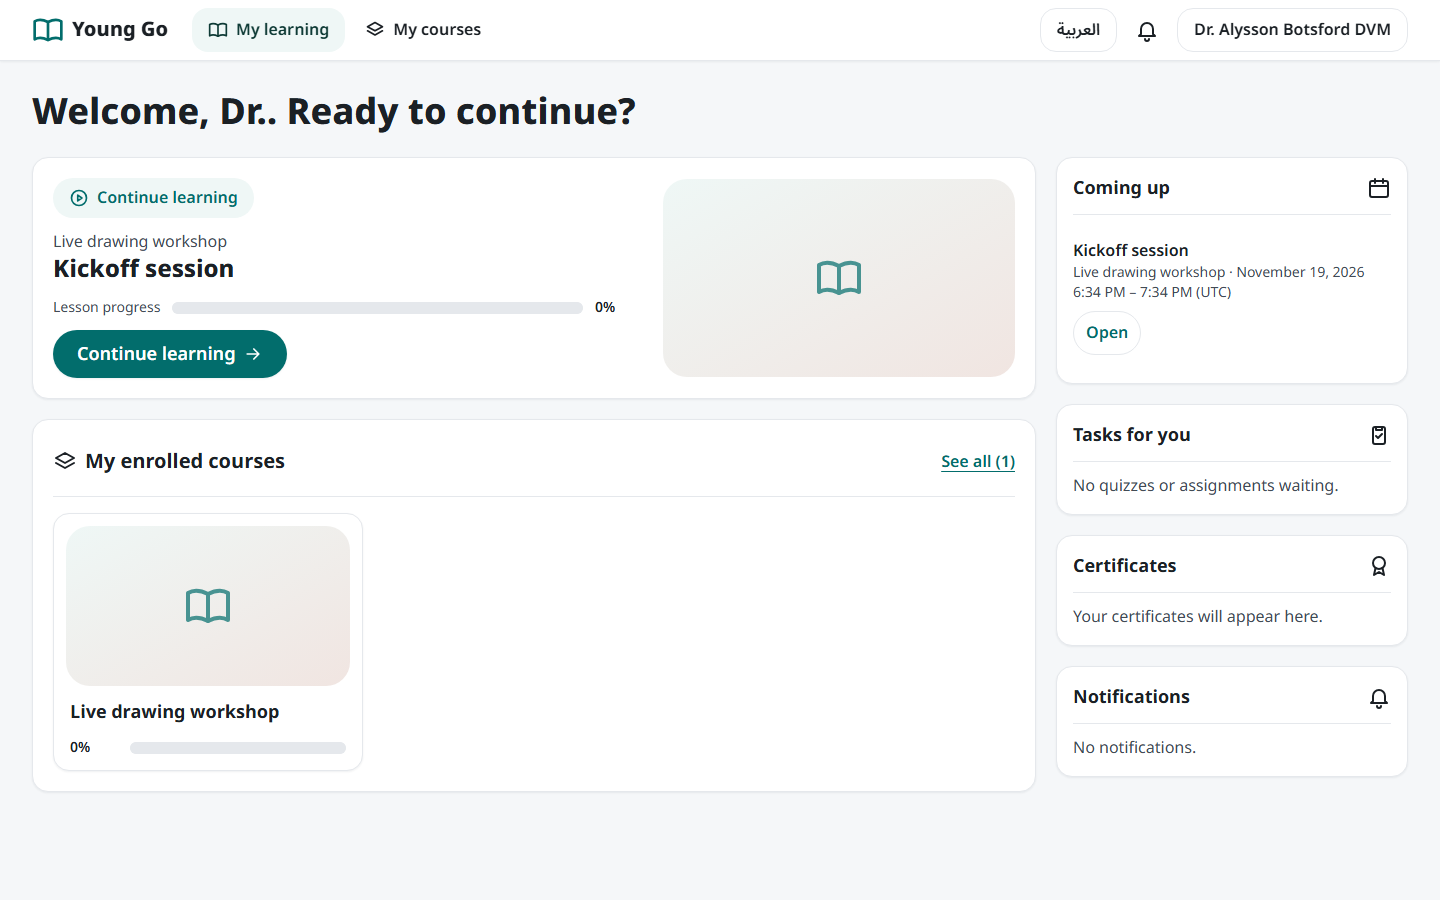 Young Go
My learning
My courses
العربية
Dr. Alysson Botsford DVM
Welcome, Dr.. Ready to continue?
Continue learning
Live drawing workshop
Kickoff session
Lesson progress 0%
Continue learning →
My enrolled courses
See all (1)
Live drawing workshop
0%
Coming up
Kickoff session
Live drawing workshop · November 19, 2026
6:34 PM – 7:34 PM (UTC)
Open
Tasks for you
No quizzes or assignments waiting.
Certificates
Your certificates will appear here.
Notifications
No notifications.